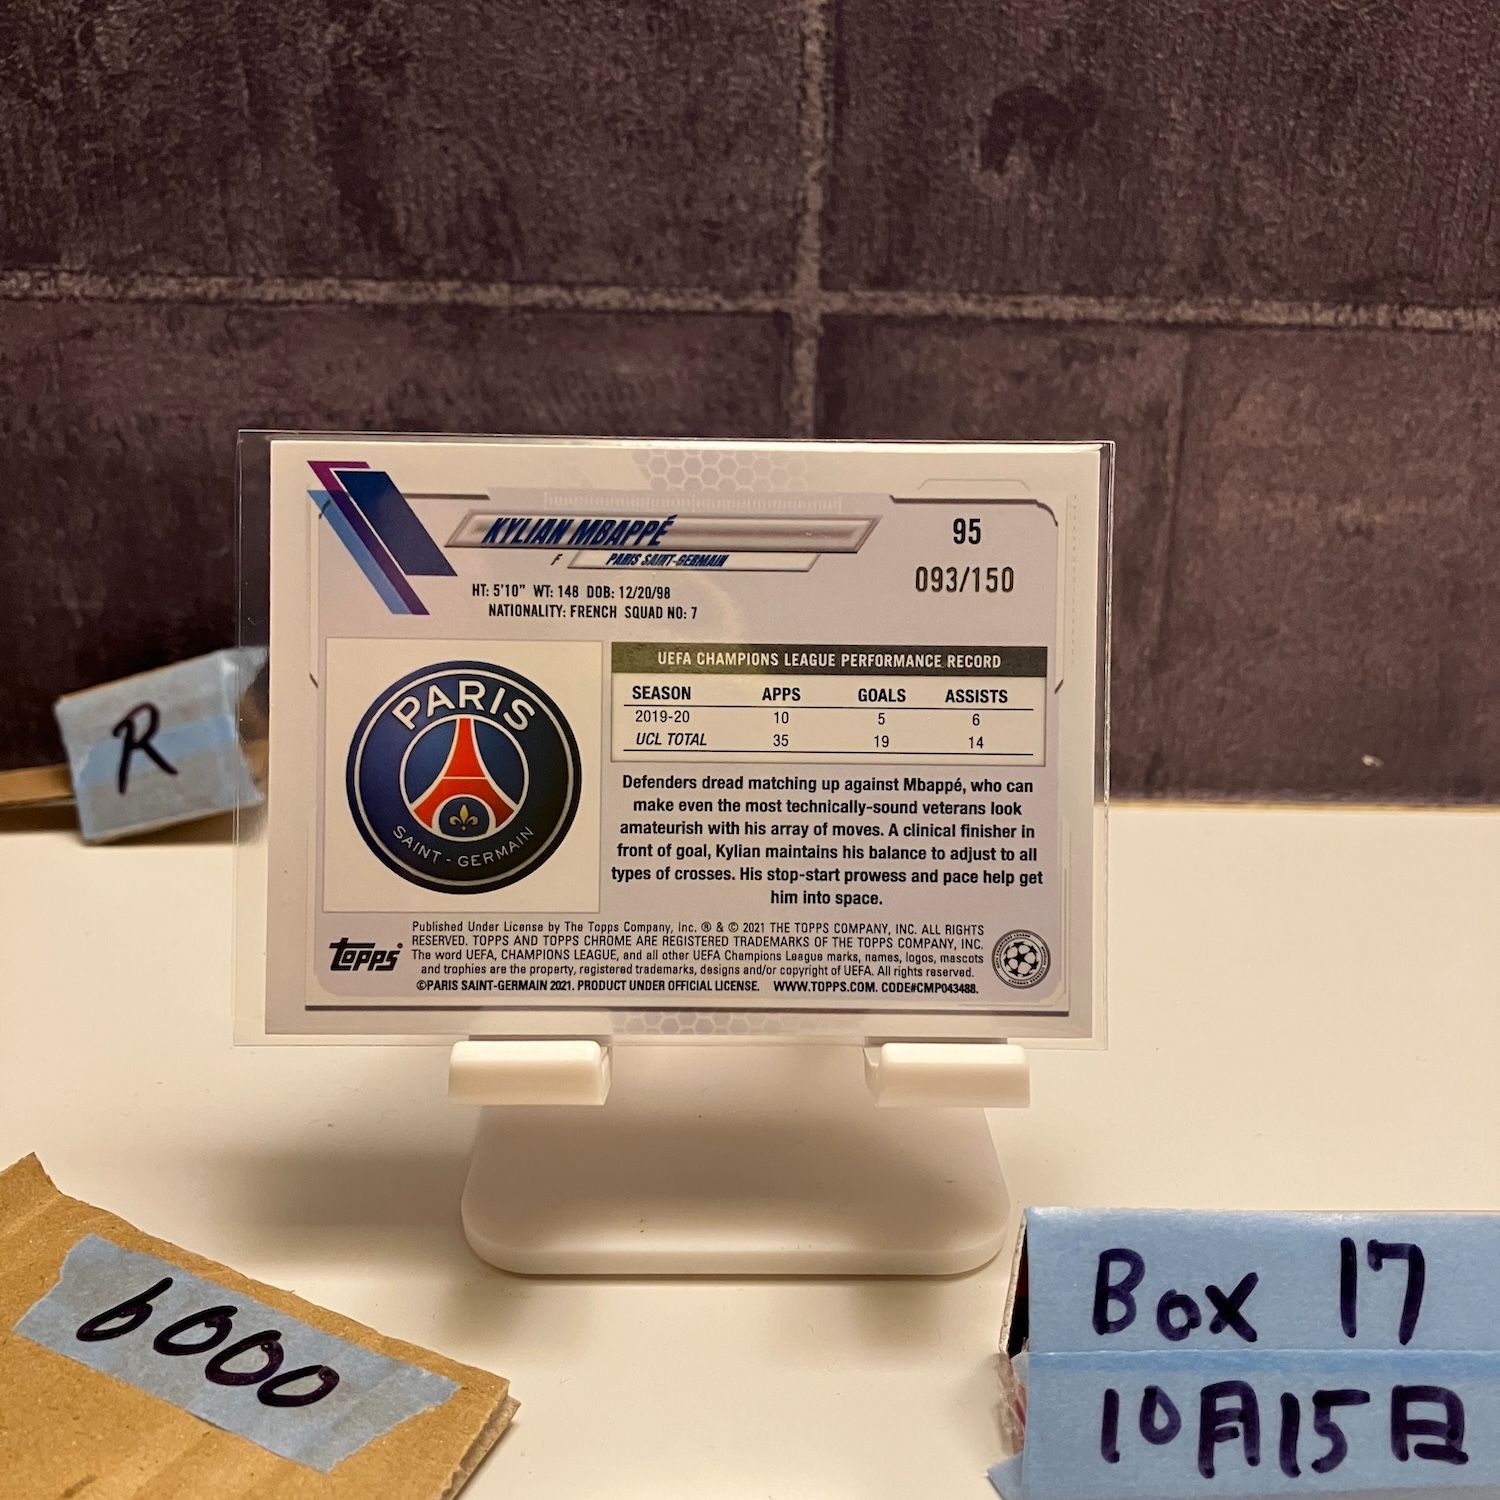 KYLIAN MBAPPÉ
F PARIS SAINT-GERMAIN
95
093/150
HT: 5'10" WT: 148 DOB: 12/20/98
NATIONALITY: FRENCH SQUAD NO: 7
PARIS
SAINT-GERMAIN
UEFA CHAMPIONS LEAGUE PERFORMANCE RECORD
SEASON APPS GOALS ASSISTS
2019-20 10 5 6
UCL TOTAL 35 19 14
Defenders dread matching up against Mbappé, who can
make even the most technically-sound veterans look
amateurish with his array of moves. A clinical finisher in
front of goal, Kylian maintains his balance to adjust to all
types of crosses. His stop-start prowess and pace help get
him into space.
topps®
Published Under License by The Topps Company, Inc. ® & © 2021 THE TOPPS COMPANY, INC. ALL RIGHTS
RESERVED. TOPPS AND TOPPS CHROME ARE REGISTERED TRADEMARKS OF THE TOPPS COMPANY, INC.
The word UEFA, CHAMPIONS LEAGUE, and all other UEFA Champions League marks, names, logos, mascots
and trophies are the property, registered trademarks, designs and/or copyright of UEFA. All rights reserved.
©PARIS SAINT-GERMAIN 2021. PRODUCT UNDER OFFICIAL LICENSE. WWW.TOPPS.COM. CODE#CMP043488.
R
6000
Box 17
10月15日